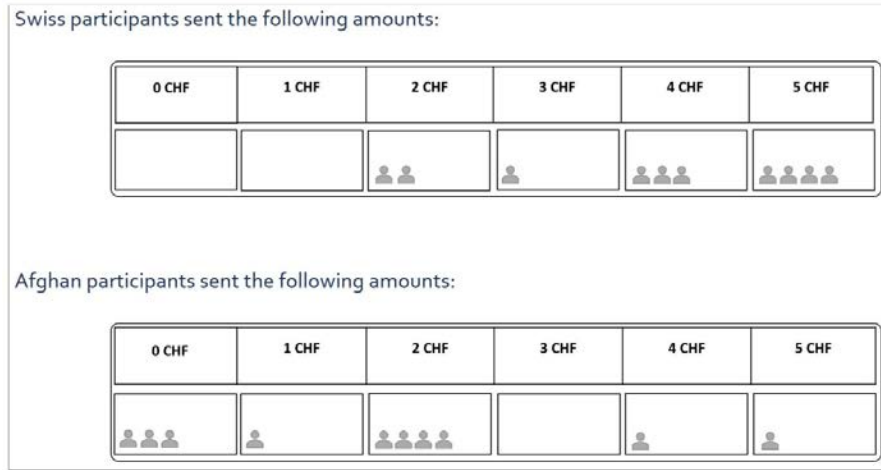 Swiss participants sent the following amounts:
0 CHF 1 CHF 2 CHF 3 CHF 4 CHF 5 CHF
Afghan participants sent the following amounts:
0 CHF 1 CHF 2 CHF 3 CHF 4 CHF 5 CHF